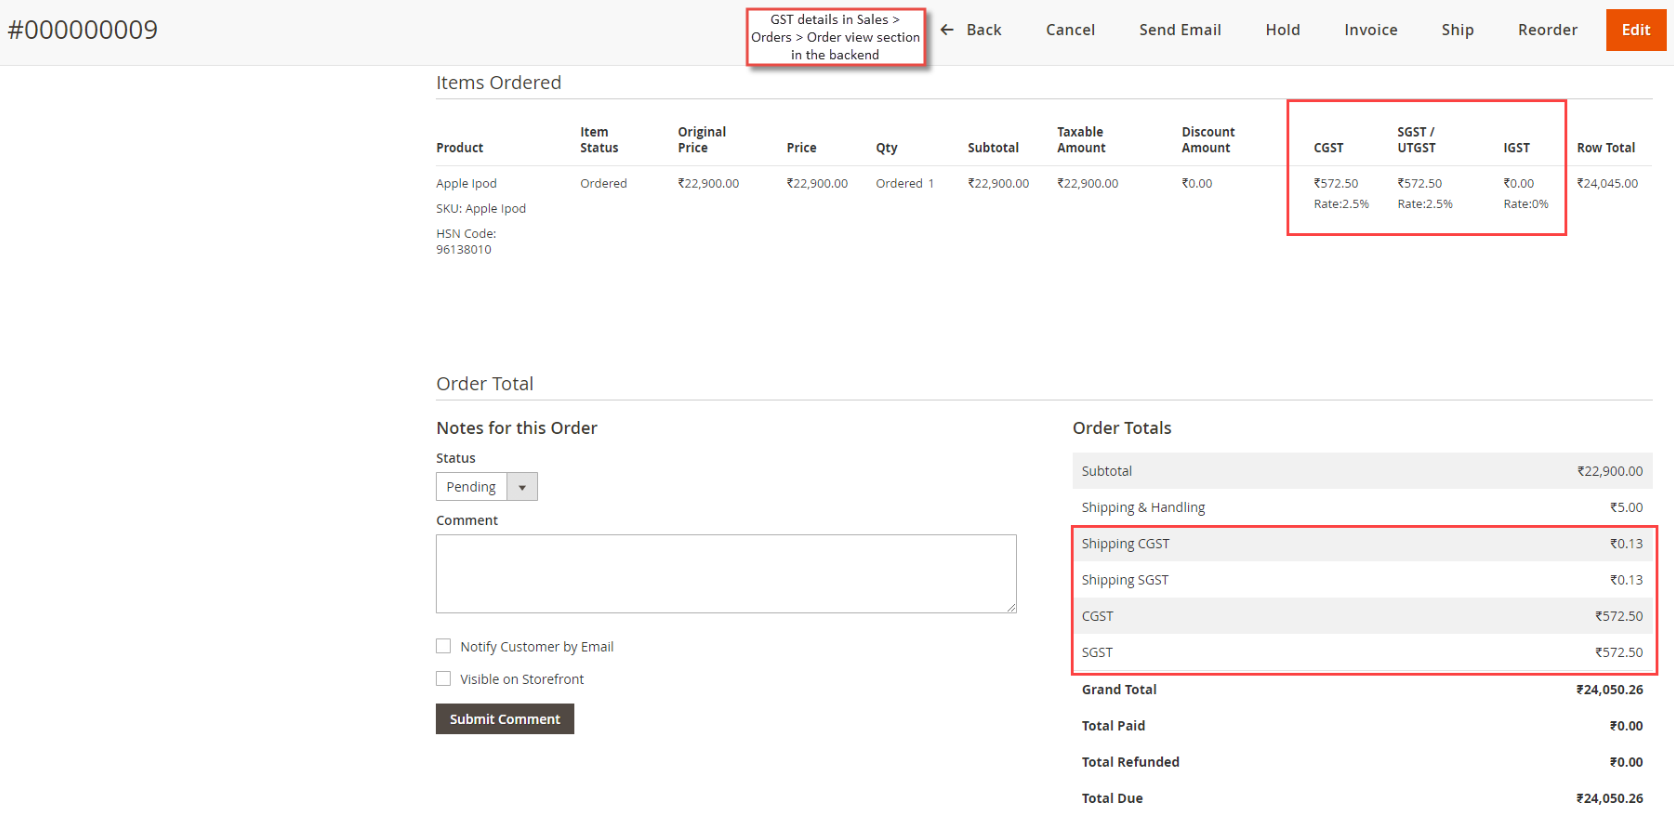 #000000009
GST details in Sales >
Orders > Order view section
in the backend
← Back Cancel Send Email Hold Invoice Ship Reorder Edit
Items Ordered
Product Item Status Original Price Price Qty Subtotal Taxable Amount Discount Amount CGST SGST / UTGST IGST Row Total
Apple Ipod Ordered ₹22,900.00 ₹22,900.00 Ordered 1 ₹22,900.00 ₹22,900.00 ₹0.00 ₹572.50 ₹572.50 ₹0.00 ₹24,045.00
Rate:2.5% Rate:2.5% Rate:0%
SKU: Apple Ipod
HSN Code:
96138010
Order Total
Notes for this Order
Status
Pending
Comment
Notify Customer by Email
Visible on Storefront
Submit Comment
Order Totals
Subtotal ₹22,900.00
Shipping & Handling ₹5.00
Shipping CGST ₹0.13
Shipping SGST ₹0.13
CGST ₹572.50
SGST ₹572.50
Grand Total ₹24,050.26
Total Paid ₹0.00
Total Refunded ₹0.00
Total Due ₹24,050.26